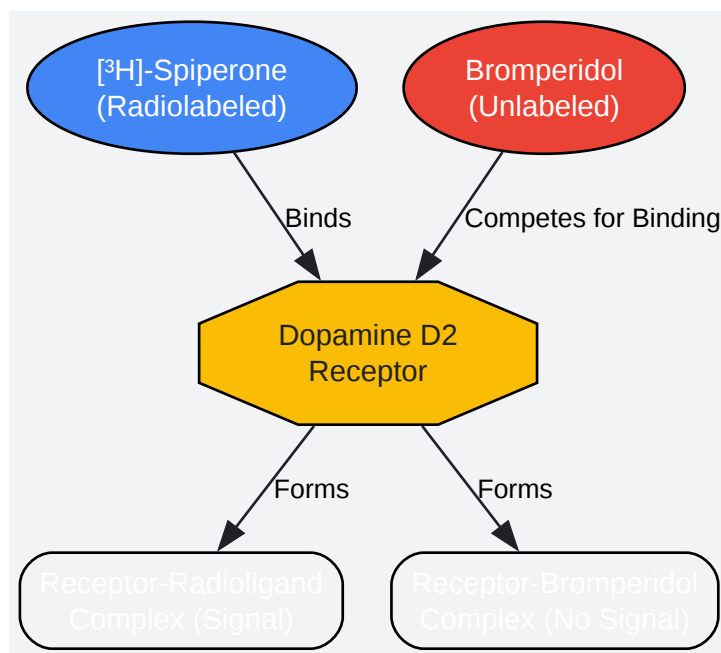 [³H]-Spiperone
(Radiolabeled)
Bromperidol
(Unlabeled)
Binds
Competes for Binding
Dopamine D2
Receptor
Forms
Forms
Receptor-Radioligand
Complex (Signal)
Receptor-Bromperidol
Complex (No Signal)